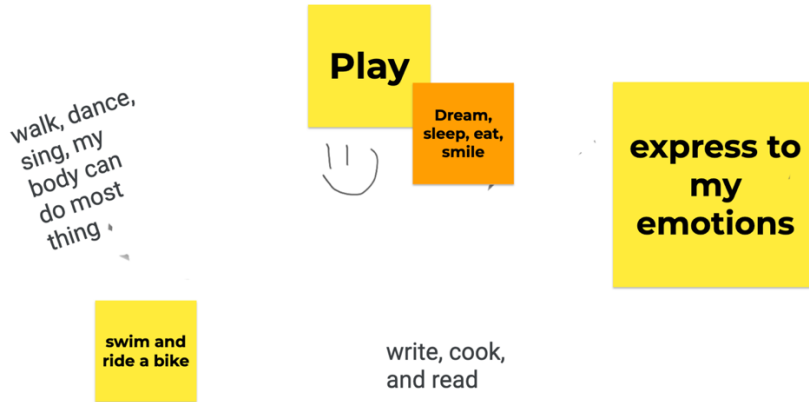 Play
Dream,
sleep, eat,
smile
walk, dance,
sing, my
body can
do most
thing
express to
my
emotions
swim and
ride a bike
write, cook,
and read